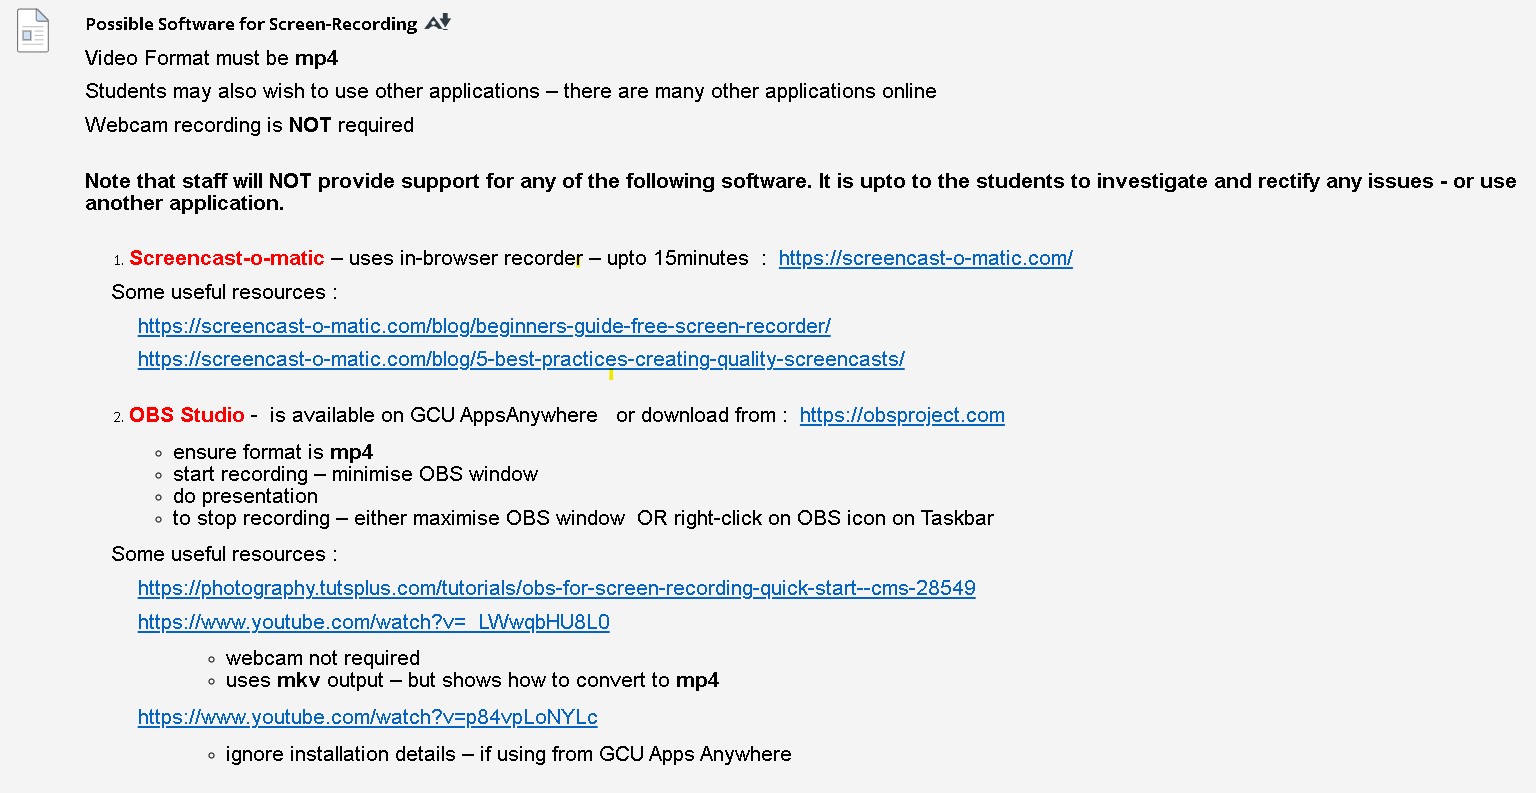 Possible Software for Screen-Recording
Video Format must be mp4
Students may also wish to use other applications – there are many other applications online
Webcam recording is NOT required
Note that staff will NOT provide support for any of the following software. It is upto to the students to investigate and rectify any issues - or use
another application.
1. Screencast-o-matic – uses in-browser recorder – upto 15minutes : https://screencast-o-matic.com/
Some useful resources :
https://screencast-o-matic.com/blog/beginners-guide-free-screen-recorder/
https://screencast-o-matic.com/blog/5-best-practices-creating-quality-screencasts/
2. OBS Studio - is available on GCU AppsAnywhere or download from : https://obsproject.com
◦ ensure format is mp4
◦ start recording – minimise OBS window
◦ do presentation
◦ to stop recording – either maximise OBS window OR right-click on OBS icon on Taskbar
Some useful resources :
https://photography.tutsplus.com/tutorials/obs-for-screen-recording-quick-start--cms-28549
https://www.youtube.com/watch?v=_LWwqbHU8L0
◦ webcam not required
◦ uses mkv output – but shows how to convert to mp4
https://www.youtube.com/watch?v=p84vpLoNYLc
◦ ignore installation details – if using from GCU Apps Anywhere